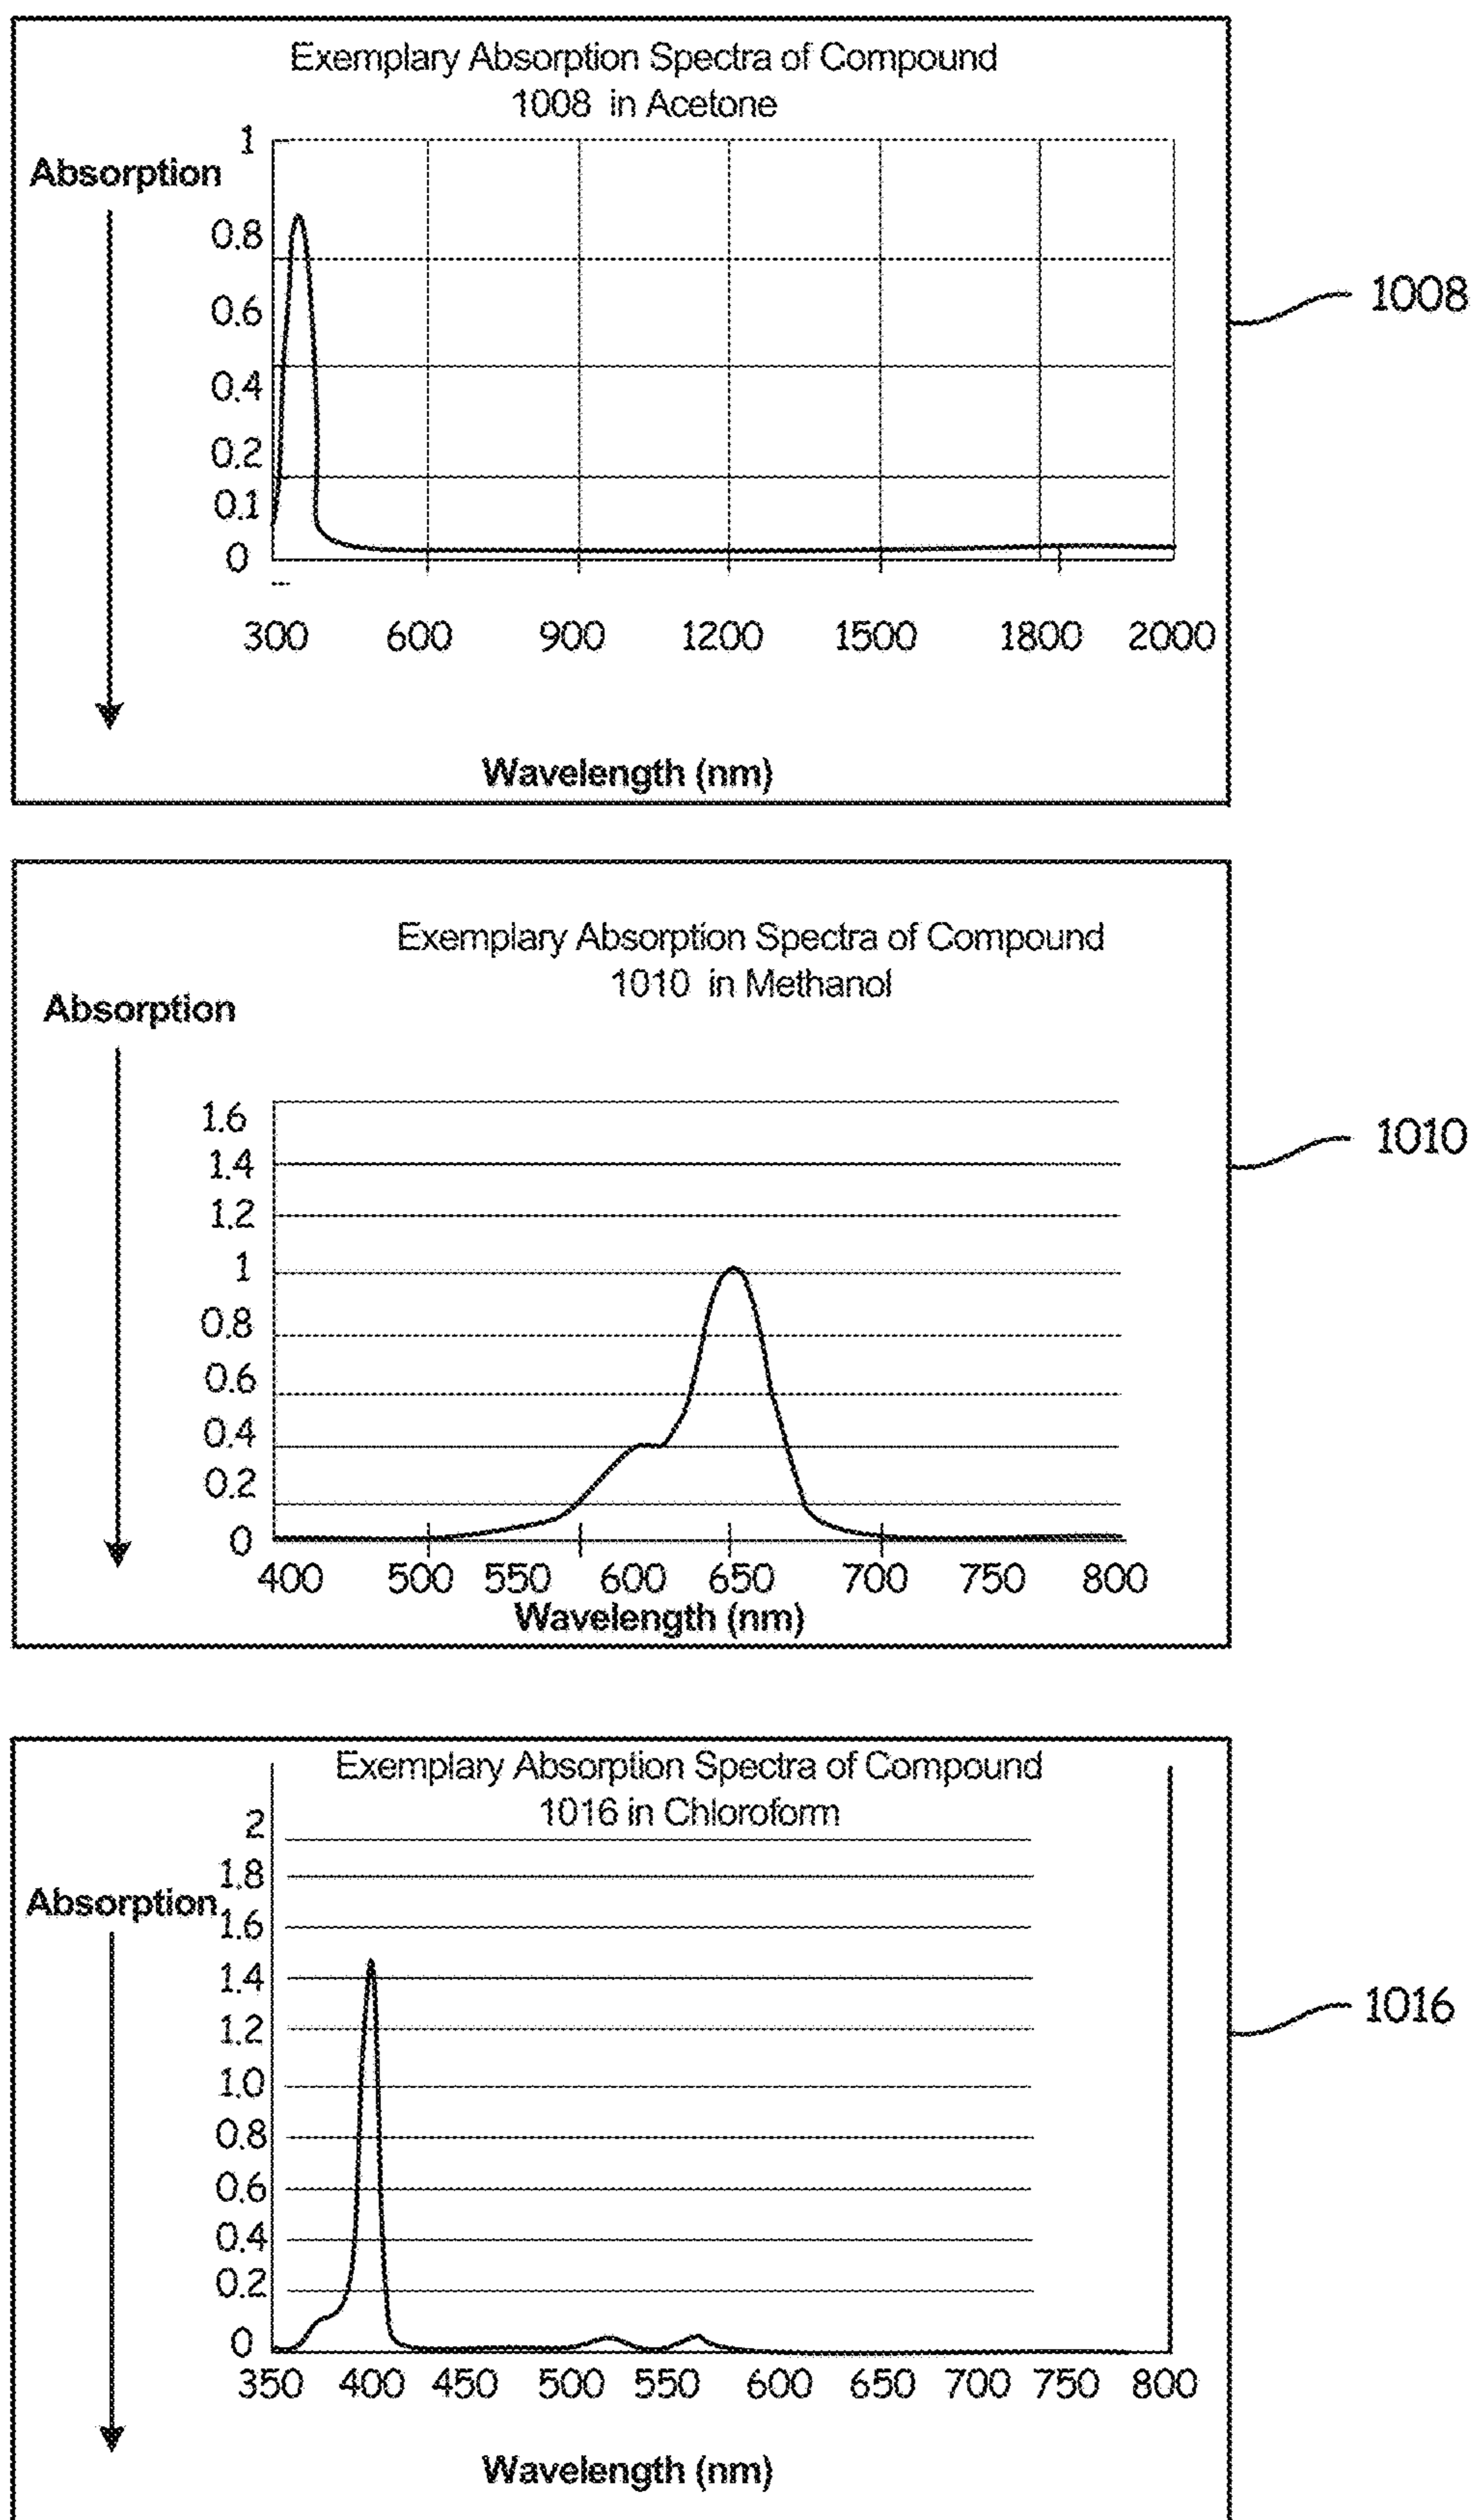 Exemplary Absorption Spectra of Compound
1008 in Acetone
1
Absorption
0.8
0.6
1008
0.4
0.2
0.1
0
300 600 900 1200 1500 1800 2000
Wavelength (nm)
Exemplary Absorption Spectra of Compound
1010 in Methanol
Absorption
1.6
1010
1.4
1.2
1
0.8
0.6
0.4
0.2
0
400 500 550 600 650 700 750 800
Wavelength (nm)
Exemplary Absorption Spectra of Compound
1016 in Chloroform
2
1.8
Absorption
1.6
1.4
1016
1.2
1.0
0.8
0.6
0.4
0.2
0
350 400 450 500 550 600 650 700 750 800
Wavelength (nm)